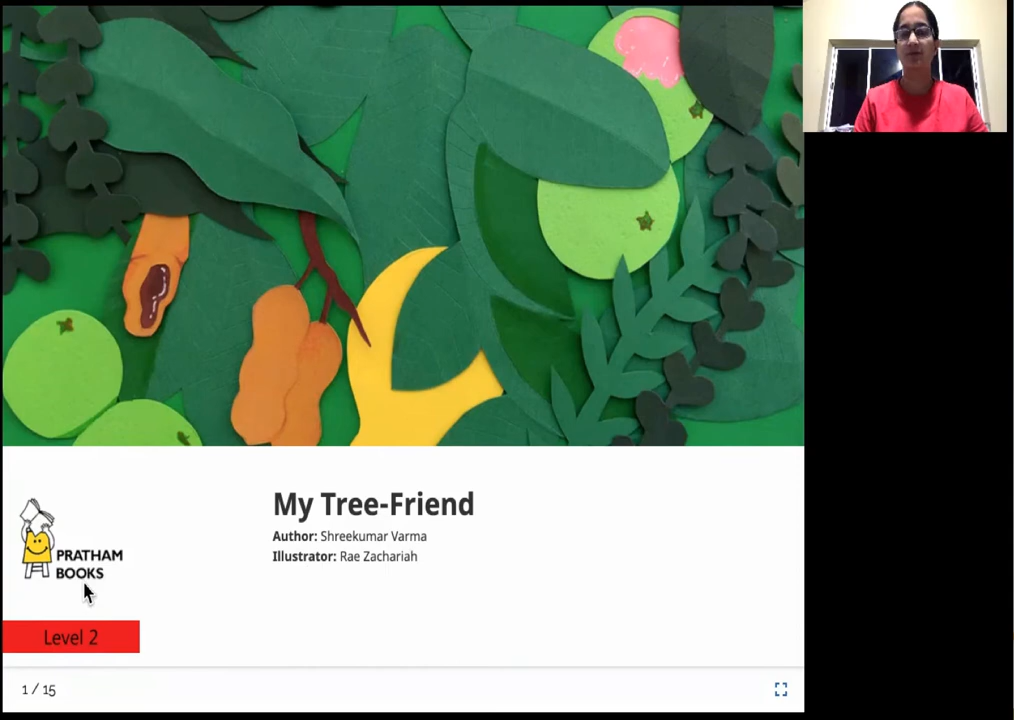 My Tree-Friend
Author: Shreekumar Varma
Illustrator: Rae Zachariah
PRATHAM
BOOKS
Level 2
1 / 15